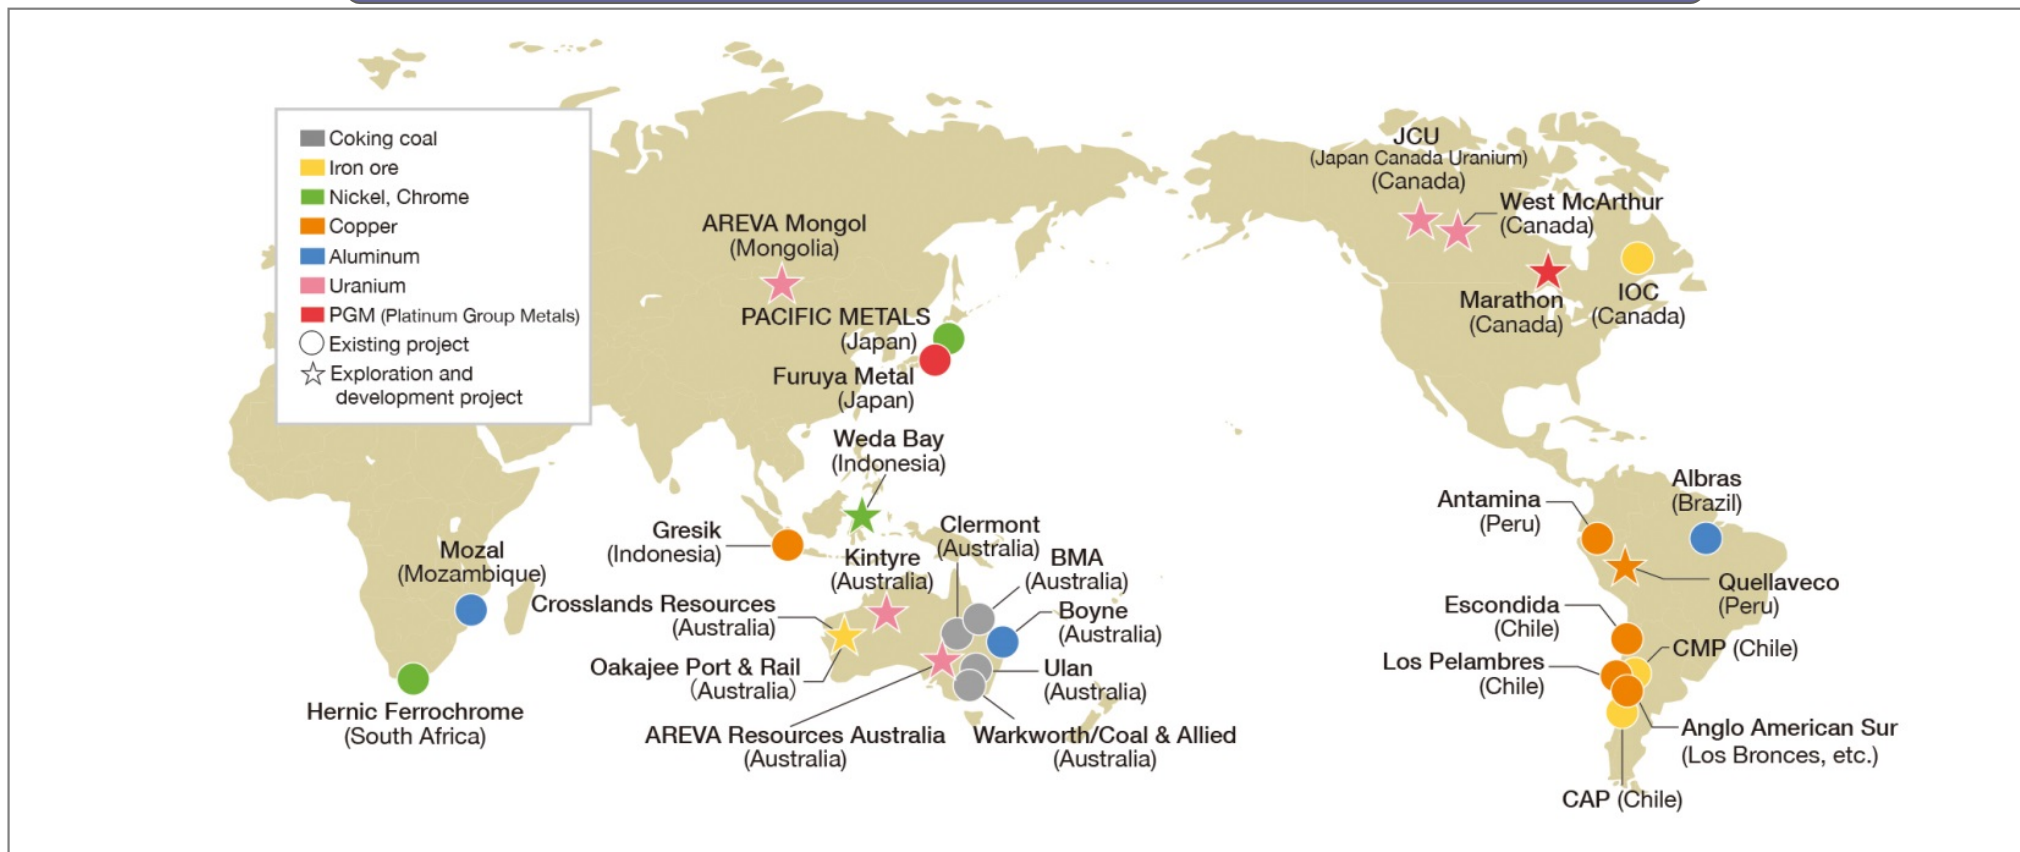 Coking coal
Iron ore
Nickel, Chrome
Copper
Aluminum
Uranium
PGM (Platinum Group Metals)
Existing project
Exploration and
development project
JCU
(Japan Canada Uranium)
(Canada)
West McArthur
(Canada)
Marathon
(Canada)
IOC
(Canada)
AREVA Mongol
(Mongolia)
PACIFIC METALS
(Japan)
Furuya Metal
(Japan)
Weda Bay
(Indonesia)
Gresik
(Indonesia)
Clermont
(Australia)
Kintyre
(Australia)
BMA
(Australia)
Mozal
(Mozambique)
Crosslands Resources
(Australia)
Boyne
(Australia)
Oakajee Port & Rail
(Australia)
Ulan
(Australia)
Hernic Ferrochrome
(South Africa)
AREVA Resources Australia
(Australia)
Warkworth/Coal & Allied
(Australia)
Antamina
(Peru)
Albras
(Brazil)
Quellaveco
(Peru)
Escondida
(Chile)
CMP (Chile)
Los Pelambres
(Chile)
Anglo American Sur
(Los Bronces, etc.)
CAP (Chile)